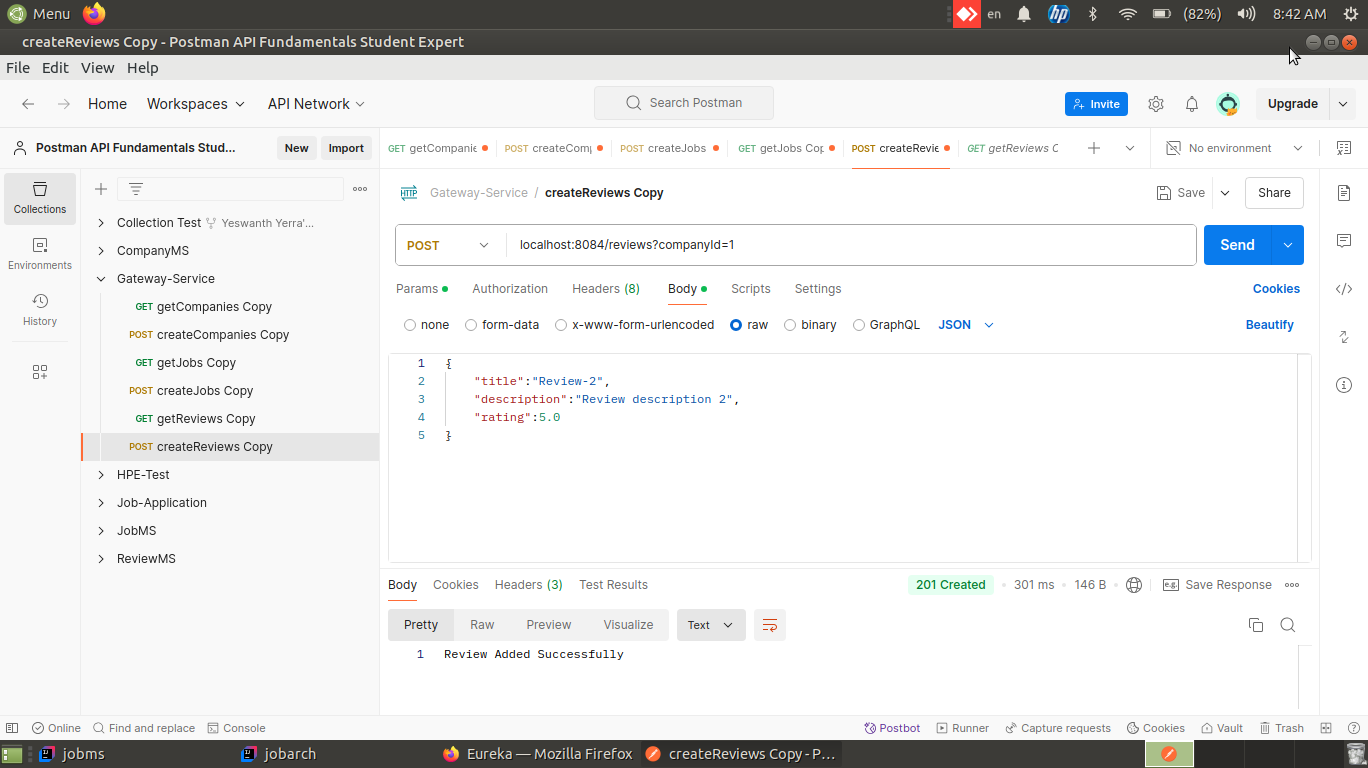 Menu en hp (82%) 8:42 AM
createReviews Copy - Postman API Fundamentals Student Expert
File Edit View Help
Home Workspaces API Network Search Postman Invite Upgrade
Postman API Fundamentals Stud... New Import
GET getCompanie POST createComp POST createJobs GET getJobs Cop POST createRevie GET getReviews C No environment
Collections
Environments
History
Collection Test Yeswanth Yerra'...
CompanyMS
Gateway-Service
GET getCompanies Copy
POST createCompanies Copy
GET getJobs Copy
POST createJobs Copy
GET getReviews Copy
POST createReviews Copy
HPE-Test
Job-Application
JobMS
ReviewMS
HTTP Gateway-Service / createReviews Copy Save Share
POST localhost:8084/reviews?companyId=1 Send
Params Authorization Headers (8) Body Scripts Settings Cookies
none form-data x-www-form-urlencoded raw binary GraphQL JSON Beautify
1 {
2 "title":"Review-2",
3 "description":"Review description 2",
4 "rating":5.0
5 }
Body Cookies Headers (3) Test Results 201 Created 301 ms 146 B e.g. Save Response
Pretty Raw Preview Visualize Text
1 Review Added Successfully
Online Find and replace Console Postbot Runner Capture requests Cookies Vault Trash
jobms jobarch Eureka — Mozilla Firefox createReviews Copy - P...